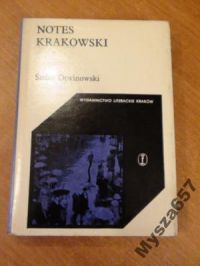 NOTES
KRAKOWSKI
Stefan Otwinowski
WYDAWNICTWO LITERACKIE KRAKÓW
Mysza657